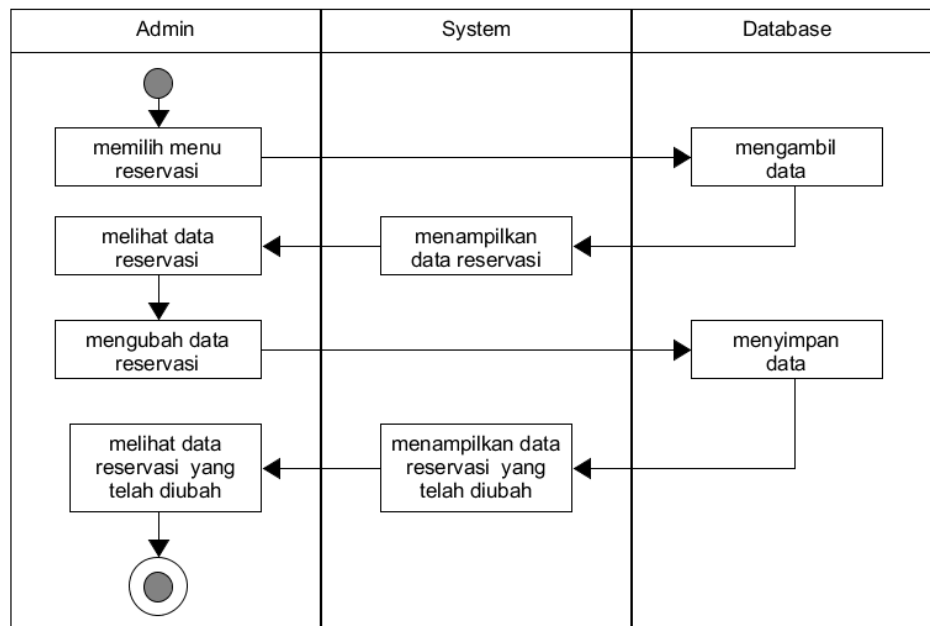 Admin
System
Database
memilih menu
reservasi
mengambil
data
melihat data
reservasi
menampilkan
data reservasi
mengubah data
reservasi
menyimpan
data
melihat data
reservasi yang
telah diubah
menampilkan data
reservasi yang
telah diubah